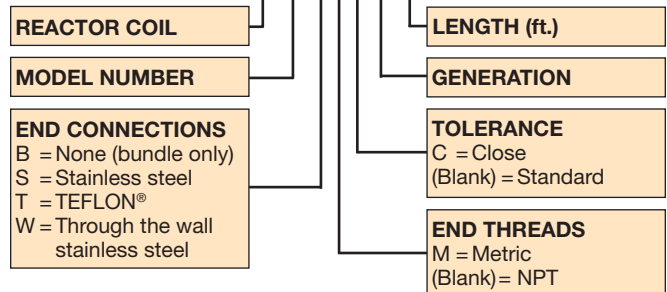 REACTOR COIL
MODEL NUMBER
END CONNECTIONS
B = None (bundle only)
S = Stainless steel
T = TEFLON®
W = Through the wall
stainless steel
LENGTH (ft.)
GENERATION
TOLERANCE
C = Close
(Blank) = Standard
END THREADS
M = Metric
(Blank) = NPT